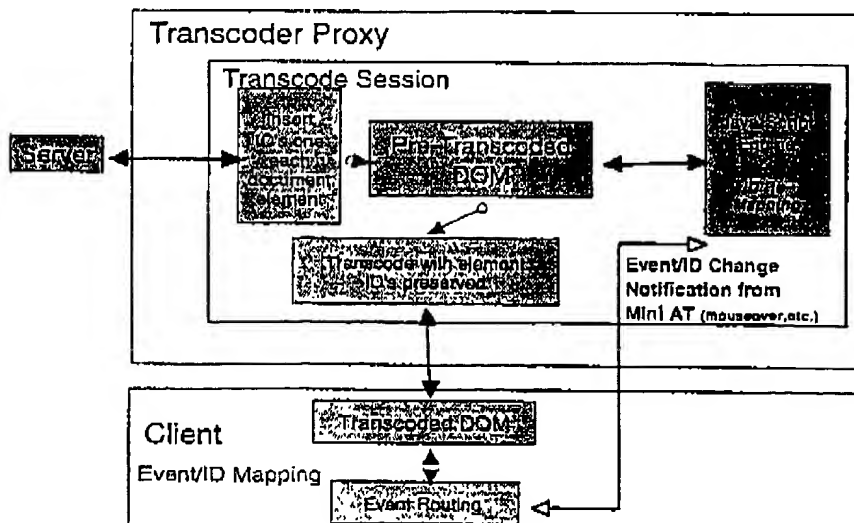 Transcoder Proxy
Transcode Session
Server
Insert
ID's one
each
document
element
Pre-Transcoded
DOM
Transcode with element
ID's preserved
Event/ID Change
Notification from
Mini AT (mouseover,etc.)
Client
Transcoded DOM
Event/ID Mapping
Event Routing